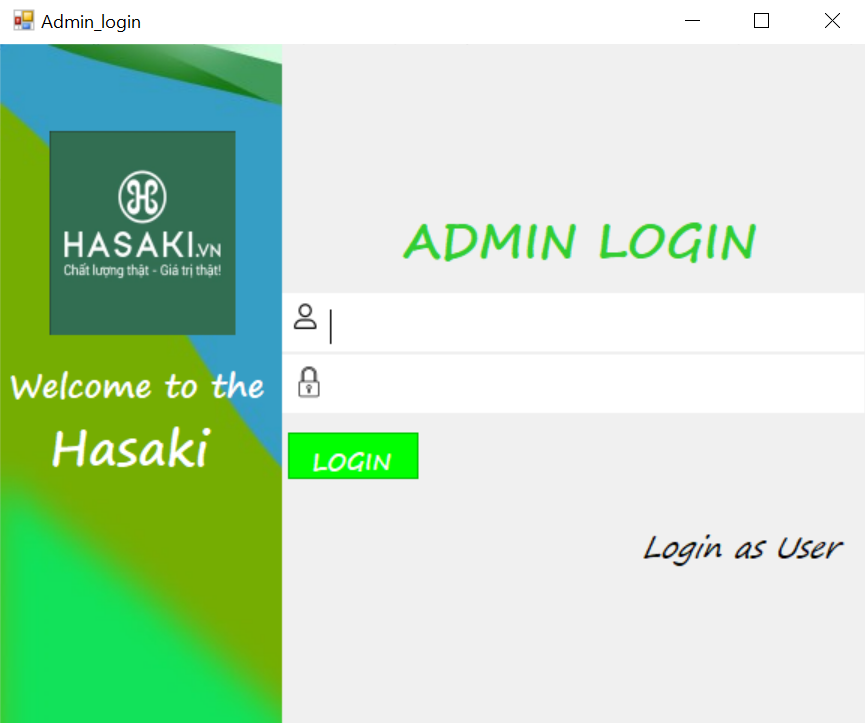 Admin_login
HASAKI.VN
Chất lượng thật - Giá trị thật!
Welcome to the
Hasaki
ADMIN LOGIN
LOGIN
Login as User